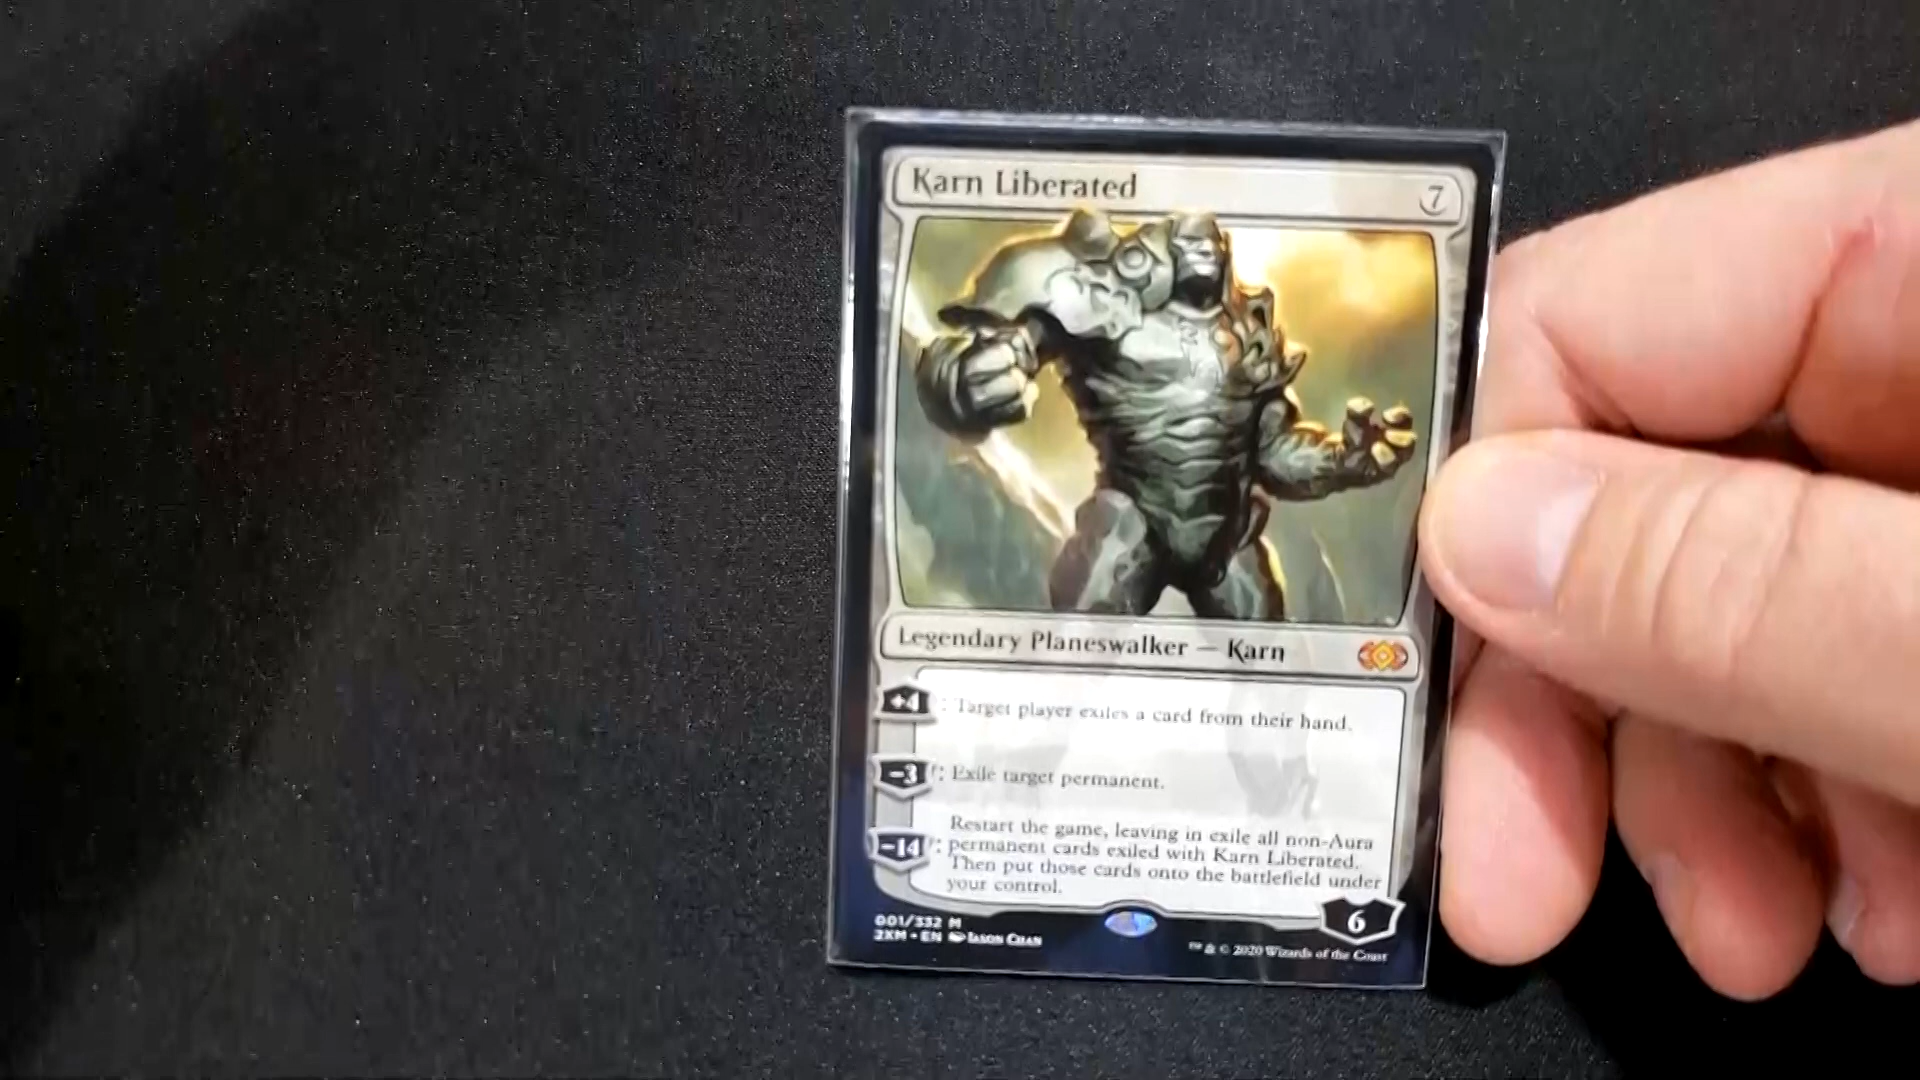 Karn Liberated 7
Legendary Planeswalker — Karn
+4 : Target player exiles a card from their hand.
−3 : Exile target permanent.
Restart the game, leaving in exile all non-Aura
−14 : permanent cards exiled with Karn Liberated.
Then put those cards onto the battlefield under
your control.
6
001/332 M
2XM • EN Jason Chan
™ & © 2020 Wizards of the Coast